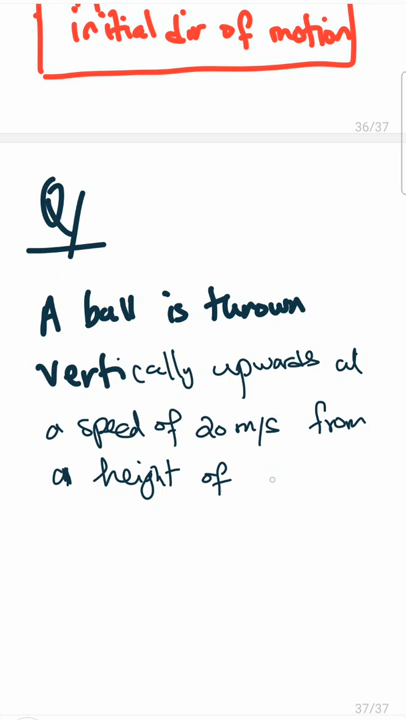 initial dir of motion
36/37
Q/
A ball is thrown
vertically upwards at
a speed of 20 m/s from
a height of
37/37